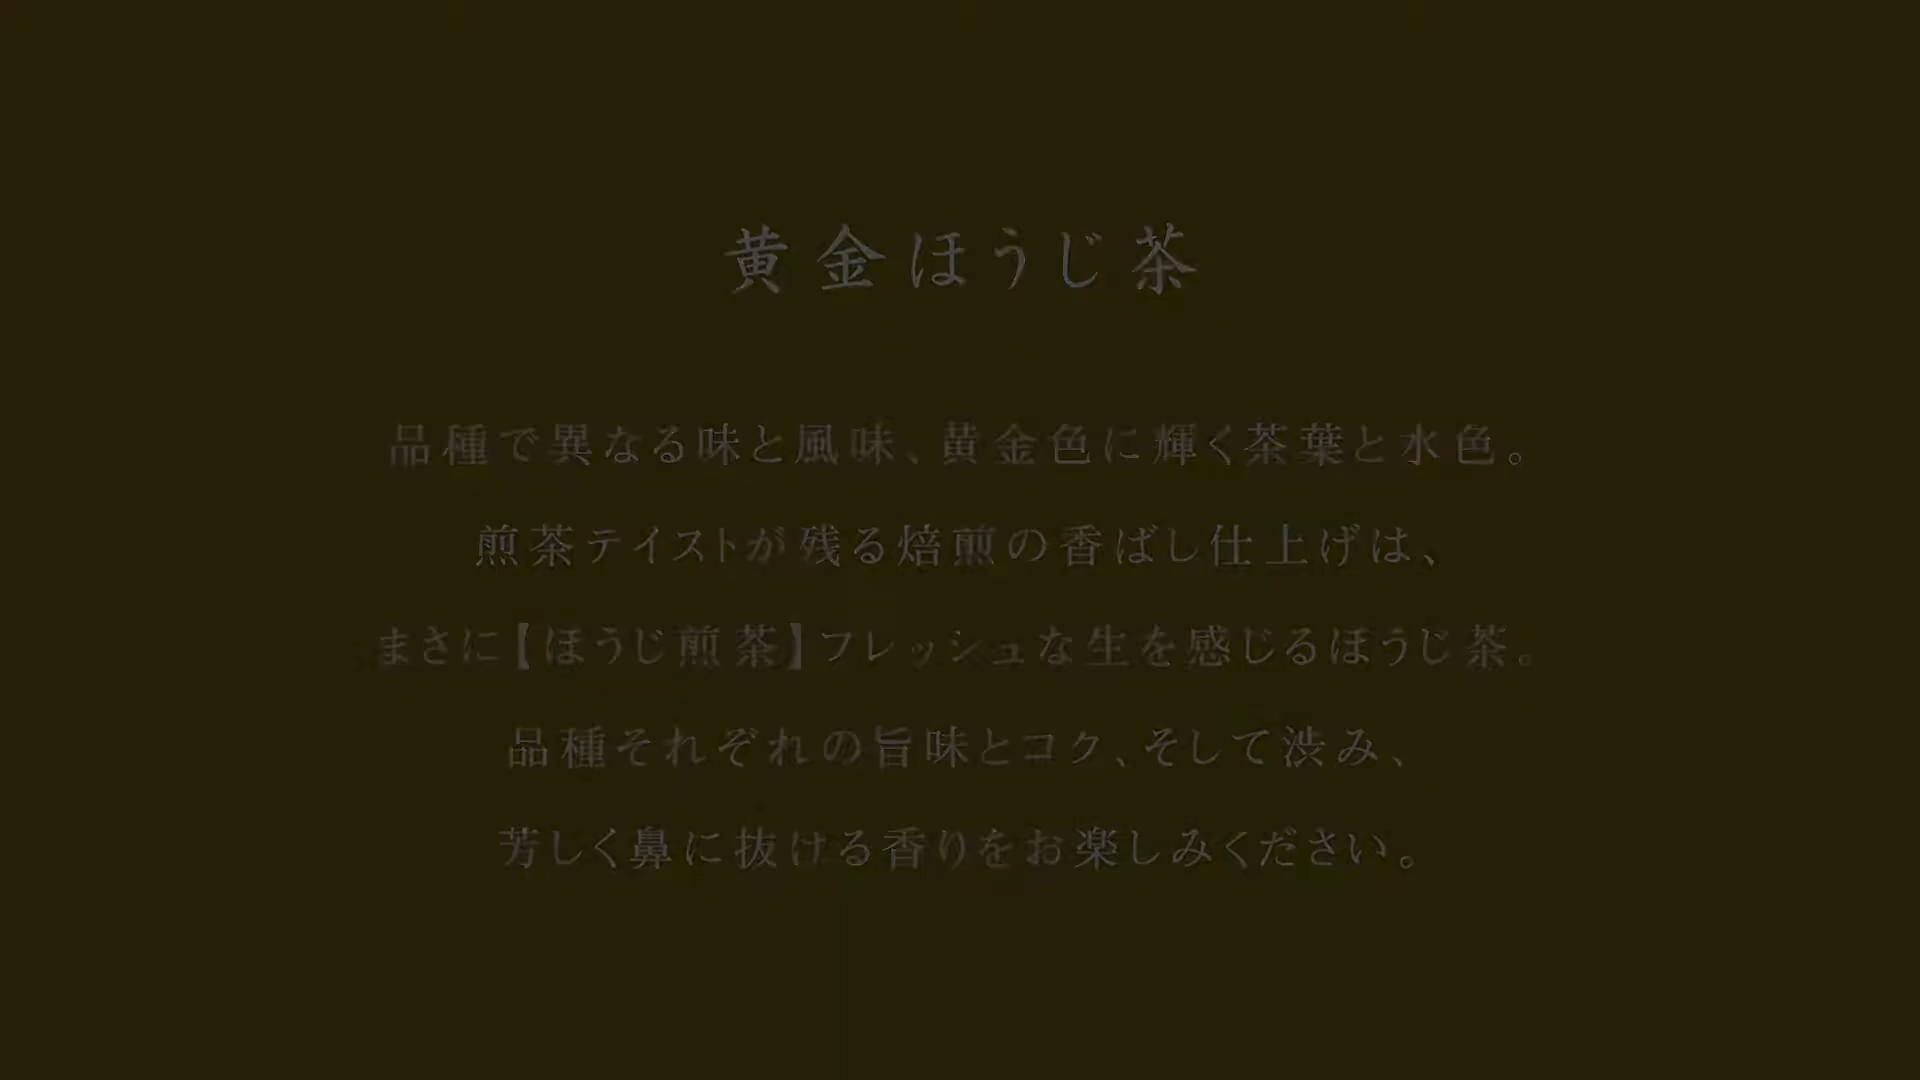 黄金ほうじ茶
品種で異なる味と風味、黄金色に輝く茶葉と水色。
煎茶テイストが残る焙煎の香ばし仕上げは、
まさに【ほうじ煎茶】フレッシュな生を感じるほうじ茶。
品種それぞれの旨味とコク、そして渋み、
芳しく鼻に抜ける香りをお楽しみください。